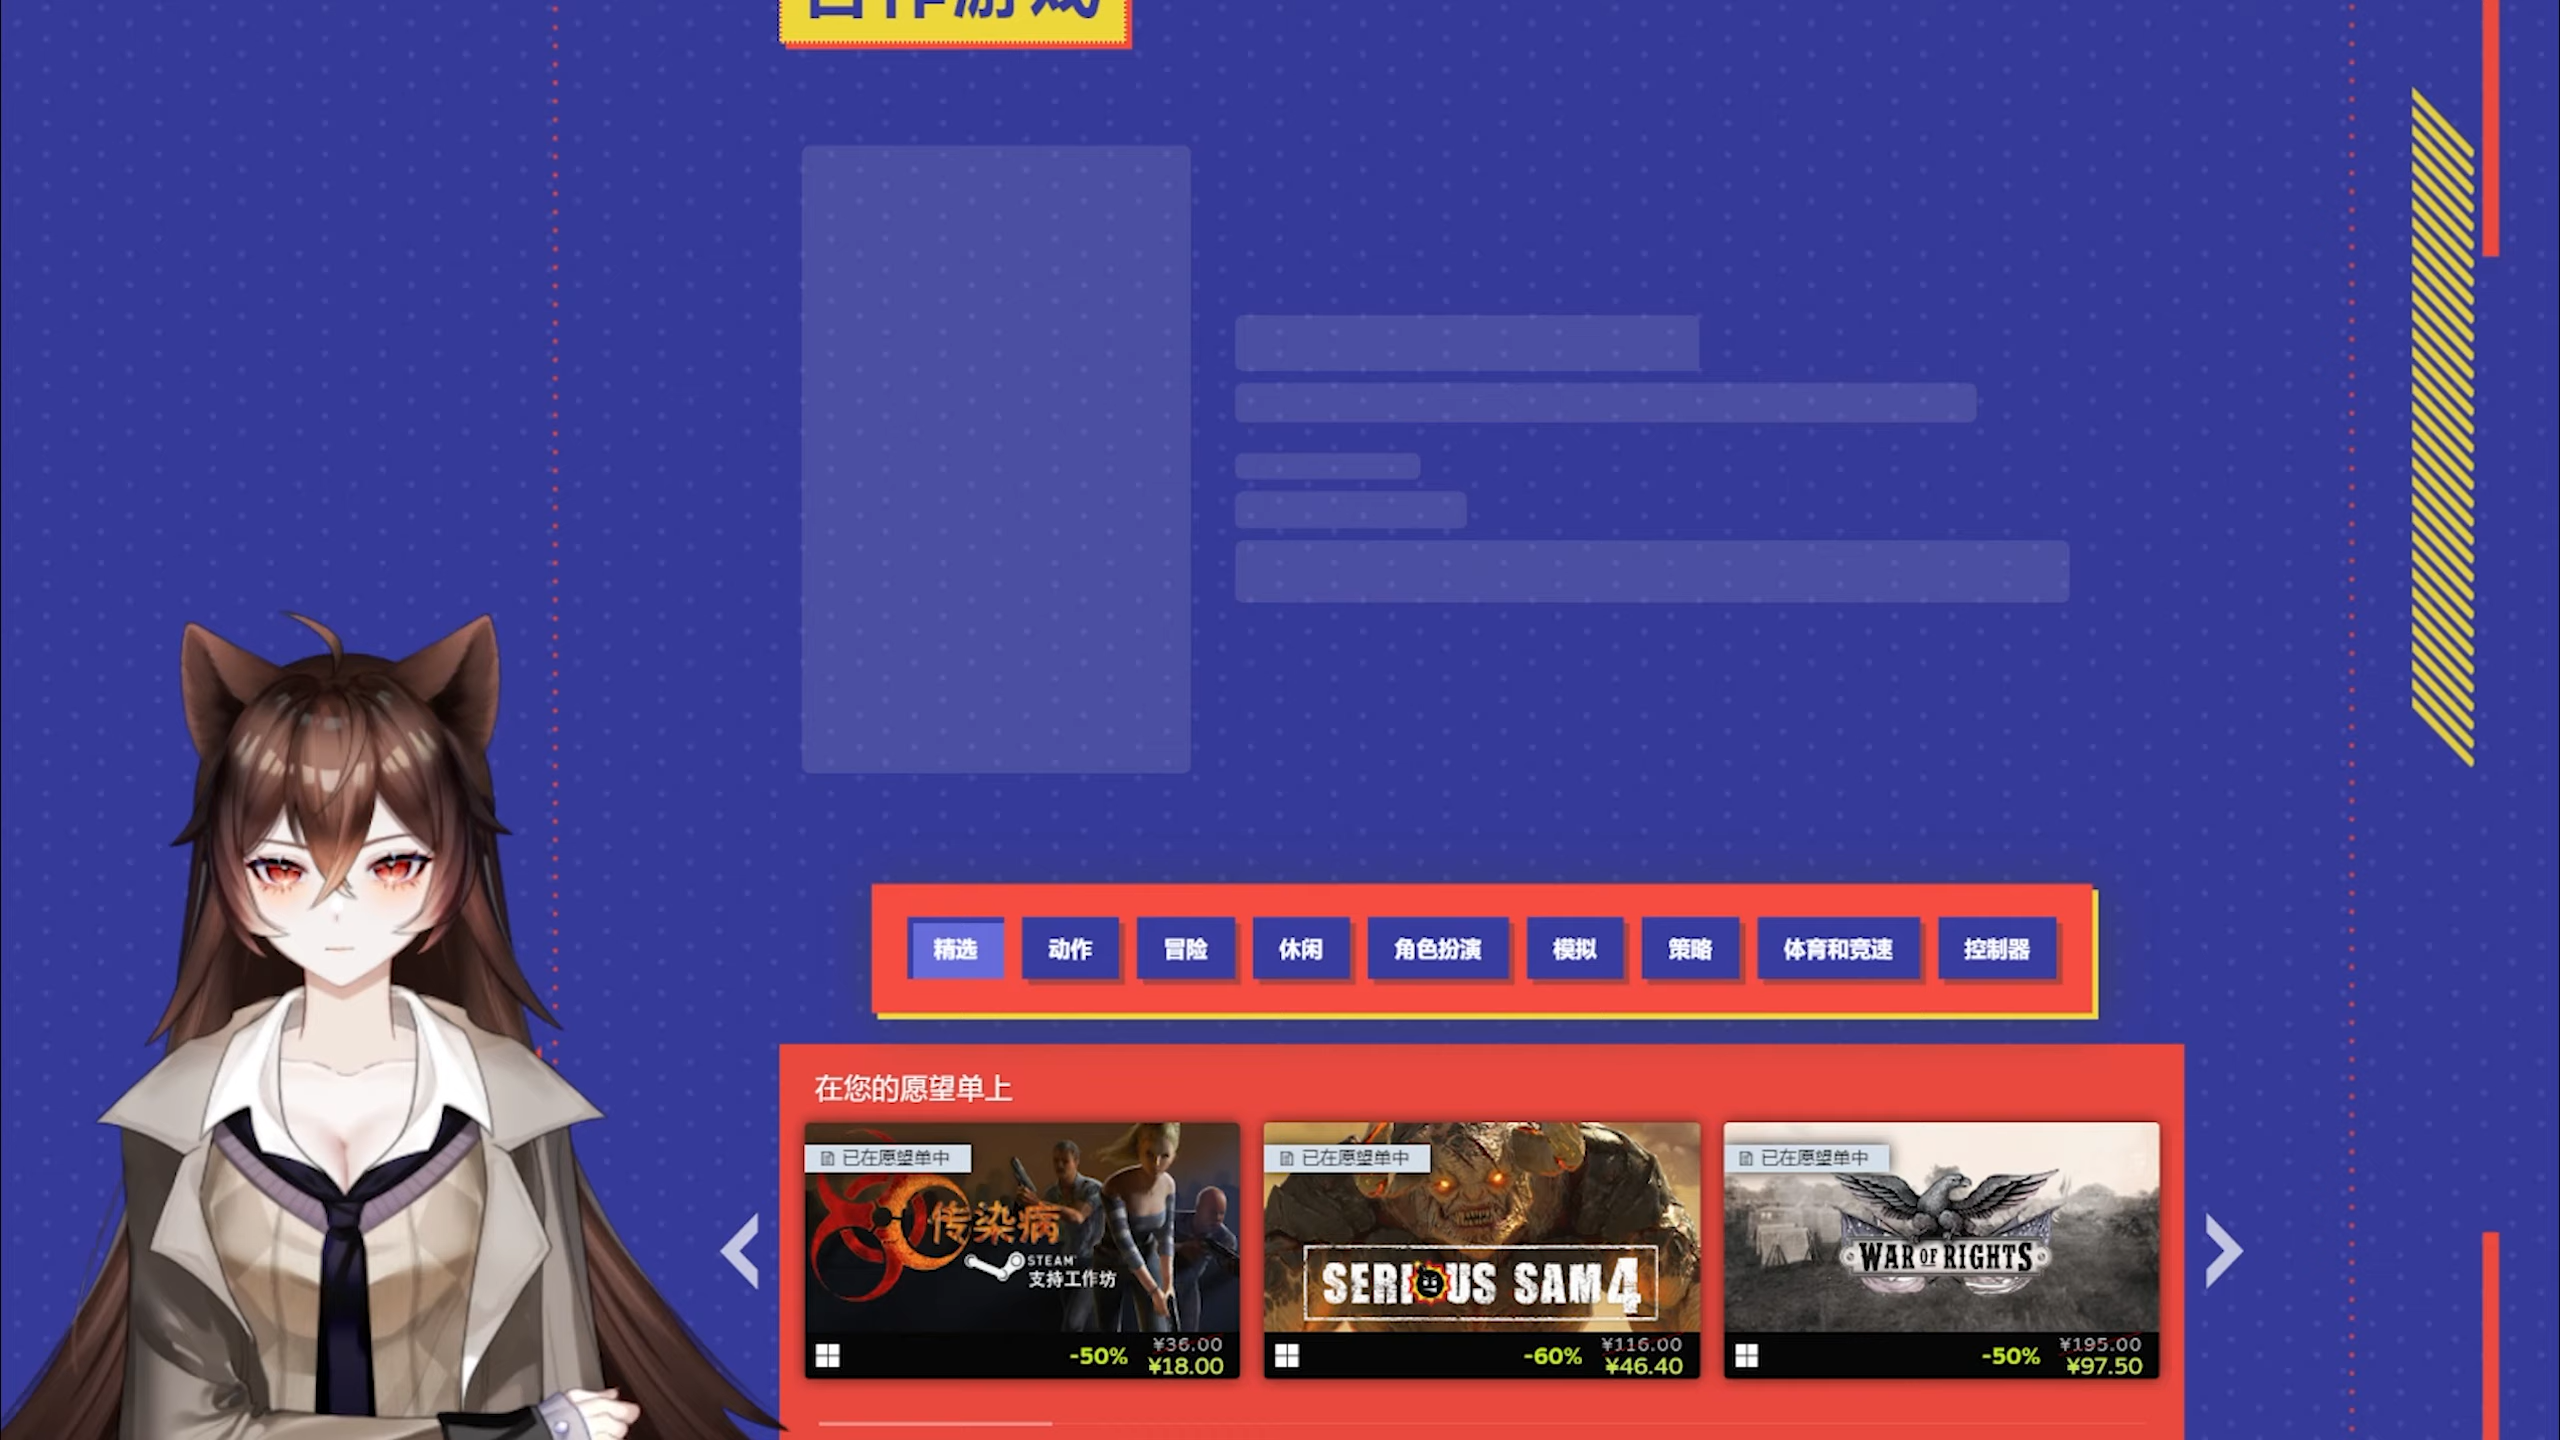 精选
动作
冒险
休闲
角色扮演
模拟
策略
体育和竞速
控制器
在您的愿望单上
已在愿望单中
传染病
STEAM
支持工作坊
-50%
¥36.00
¥18.00
已在愿望单中
SERIOUS SAM 4
-60%
¥116.00
¥46.40
已在愿望单中
WAR OF RIGHTS
-50%
¥195.00
¥97.50